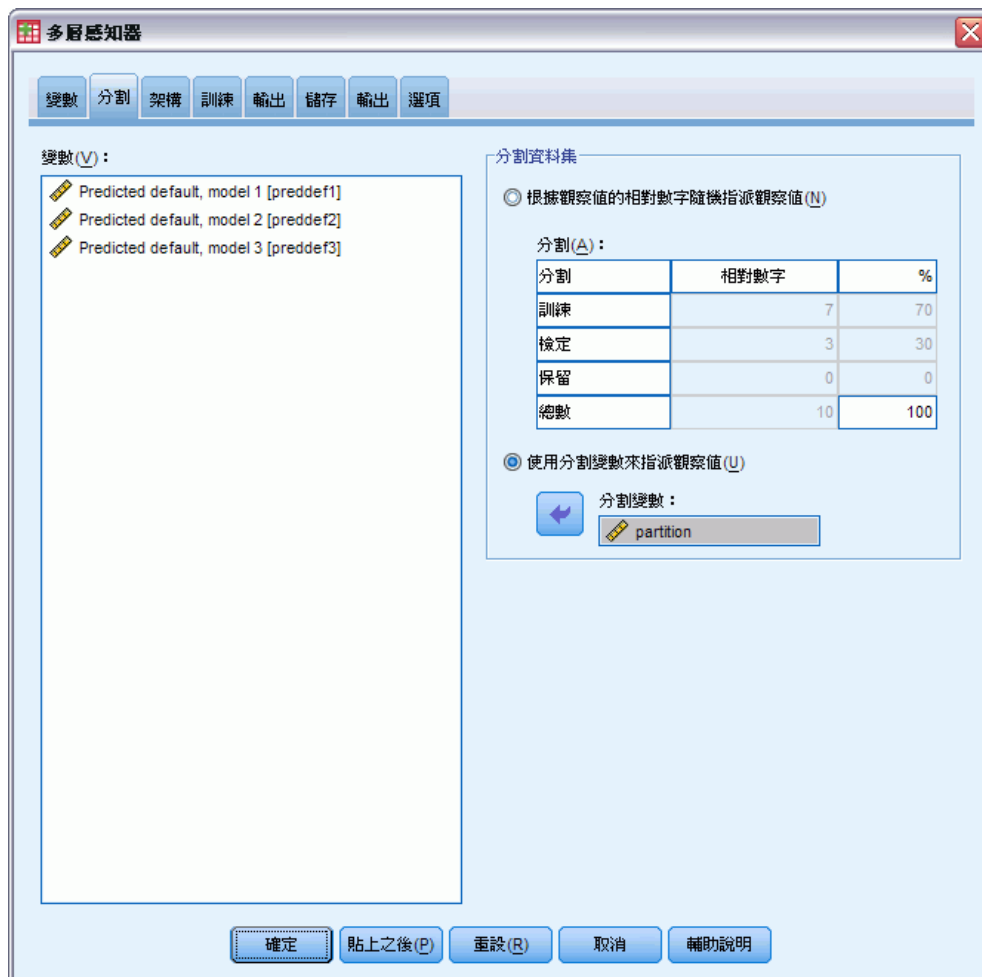 多層感知器
變數 分割 架構 訓練 輸出 儲存 輸出 選項
變數(V)：
Predicted default, model 1 [preddef1]
Predicted default, model 2 [preddef2]
Predicted default, model 3 [preddef3]
分割資料集
根據觀察值的相對數字隨機指派觀察值(N)
分割(A)：
分割 相對數字 %
訓練 7 70
檢定 3 30
保留 0 0
總數 10 100
使用分割變數來指派觀察值(U)
分割變數：
partition
確定 貼上之後(P) 重設(R) 取消 輔助說明